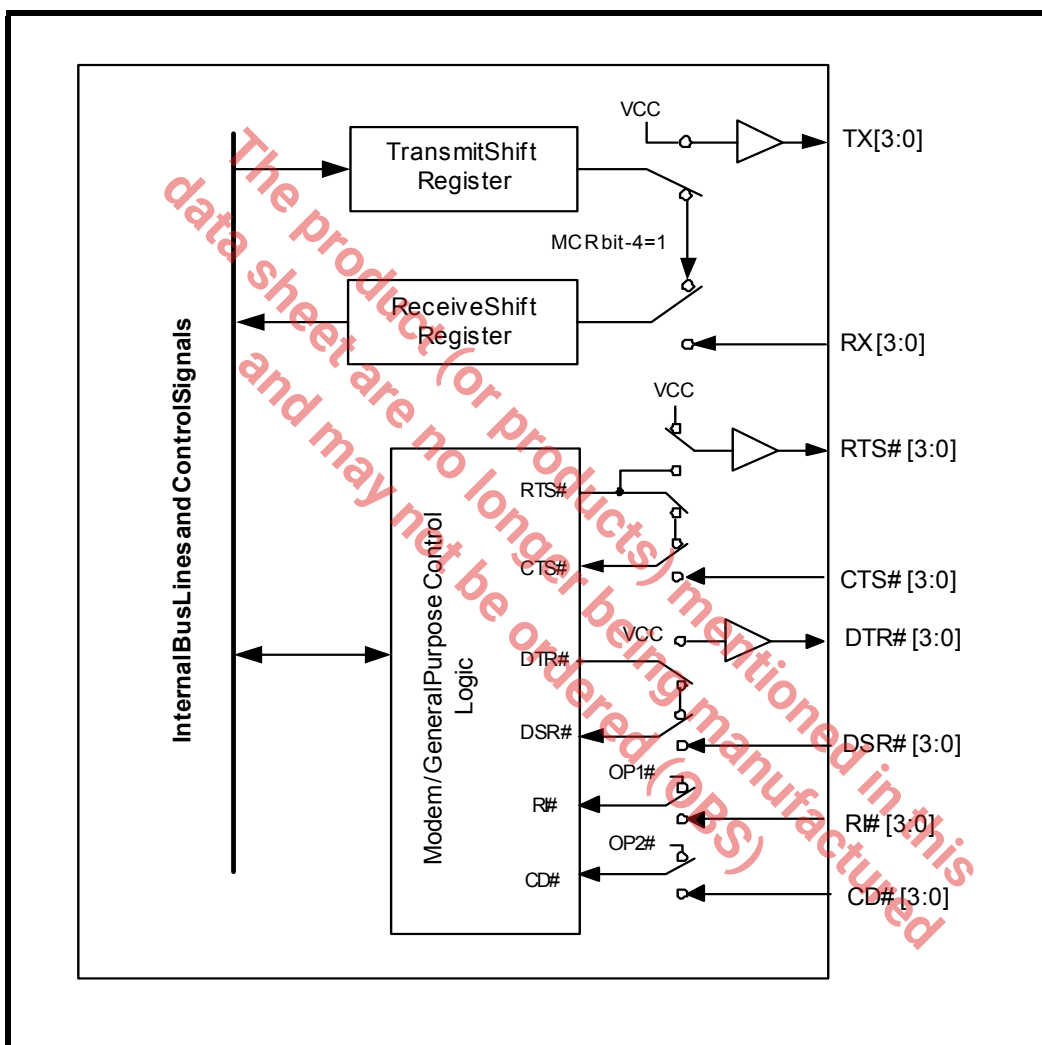 VCC
TX[3:0]
TransmitShift
Register
MCR bit-4=1
ReceiveShift
Register
RX[3:0]
VCC
RTS# [3:0]
RTS#
CTS#
CTS# [3:0]
VCC
DTR# [3:0]
DTR#
DSR#
DSR# [3:0]
OP1#
RI#
RI# [3:0]
OP2#
CD#
CD# [3:0]
InternalBusLinesandControlSignals
Modem/GeneralPurpose Control
Logic
The product (or products) mentioned in this
data sheet are no longer being manufactured
and may not be ordered (OBS)